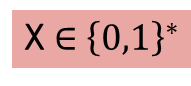 X ∈ {0,1}*